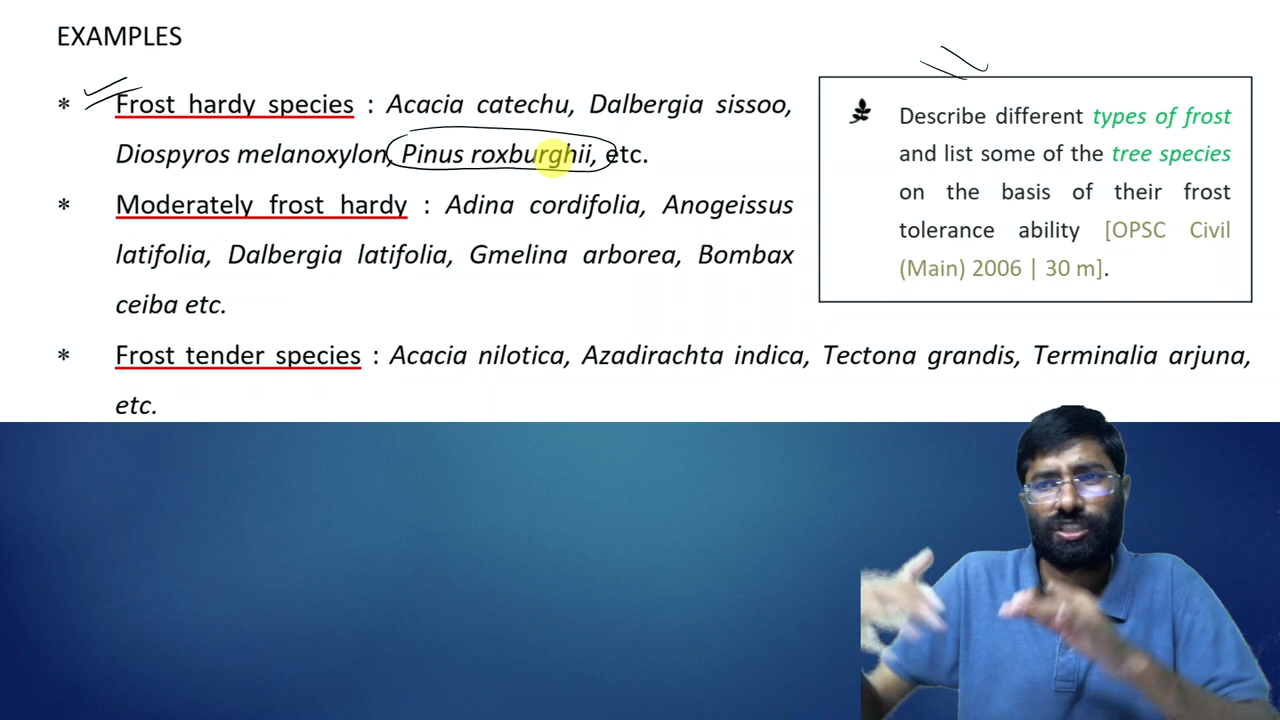 EXAMPLES
* Frost hardy species : Acacia catechu, Dalbergia sissoo,
Diospyros melanoxylon, Pinus roxburghii, etc.
* Moderately frost hardy : Adina cordifolia, Anogeissus
latifolia, Dalbergia latifolia, Gmelina arborea, Bombax
ceiba etc.
* Frost tender species : Acacia nilotica, Azadirachta indica, Tectona grandis, Terminalia arjuna,
etc.
Describe different types of frost
and list some of the tree species
on the basis of their frost
tolerance ability [OPSC Civil
(Main) 2006 | 30 m].